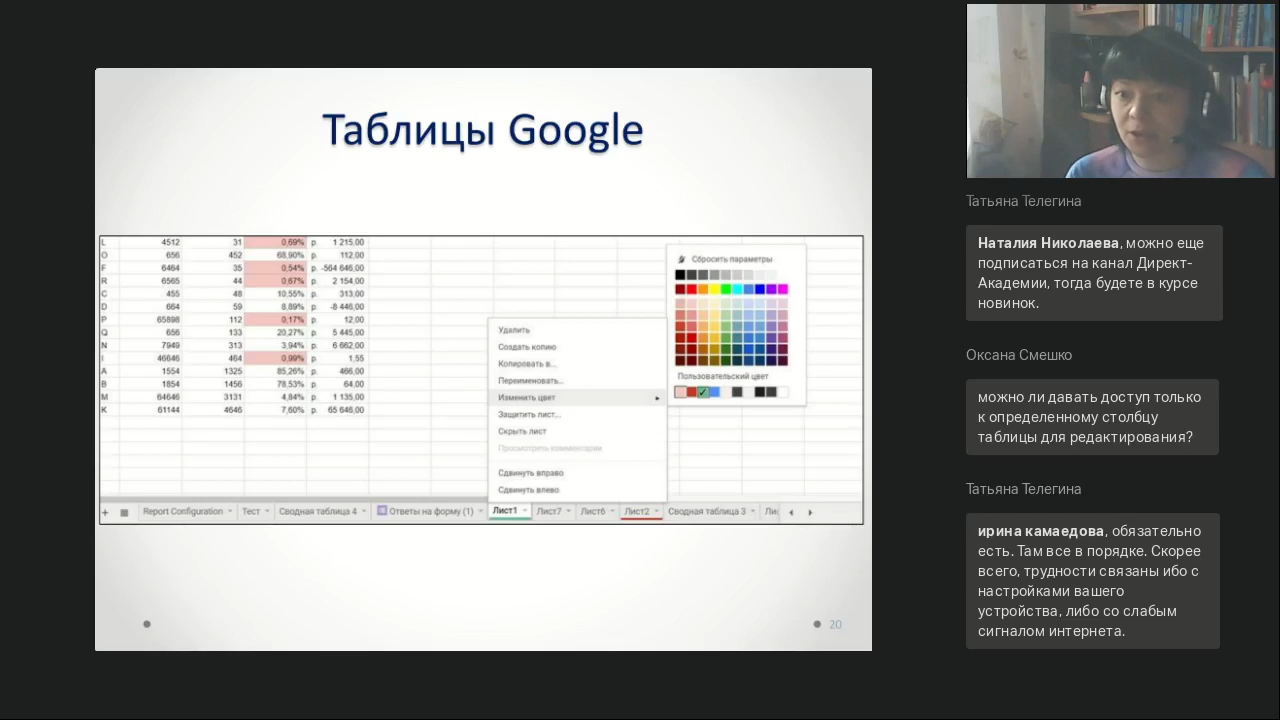 Таблицы Google
L 4512 31 0,69% р. 1 215,00
O 656 452 68,90% р. 112,00
F 6464 35 0,54% р. -564 646,00
R 6565 44 0,67% р. 2 154,00
C 455 48 10,55% р. 313,00
D 664 59 8,89% р. -8 446,00
P 65898 112 0,17% р. 12,00
Q 656 133 20,27% р. 5 445,00
N 7949 313 3,94% р. 6 662,00
I 46646 464 0,99% р. 1,55
A 1554 1325 85,26% р. 466,00
B 1854 1456 78,53% р. 64,00
M 64646 3131 4,84% р. 1 135,00
K 61144 4646 7,60% р. 65 646,00
Удалить
Создать копию
Копировать в...
Переименовать...
Изменить цвет
Защитить лист...
Скрыть лист
Просмотреть комментарии
Сдвинуть вправо
Сдвинуть влево
Сбросить параметры
Пользовательский цвет
Report Configuration Тест Сводная таблица 4 Ответы на форму (1) Лист1 Лист7 Лист6 Лист2 Сводная таблица 3 Ли
20
Татьяна Телегина
Наталия Николаева, можно еще
подписаться на канал Директ-
Академии, тогда будете в курсе
новинок.
Оксана Смешко
можно ли давать доступ только
к определенному столбцу
таблицы для редактирования?
Татьяна Телегина
ирина камаедова, обязательно
есть. Там все в порядке. Скорее
всего, трудности связаны ибо с
настройками вашего
устройства, либо со слабым
сигналом интернета.